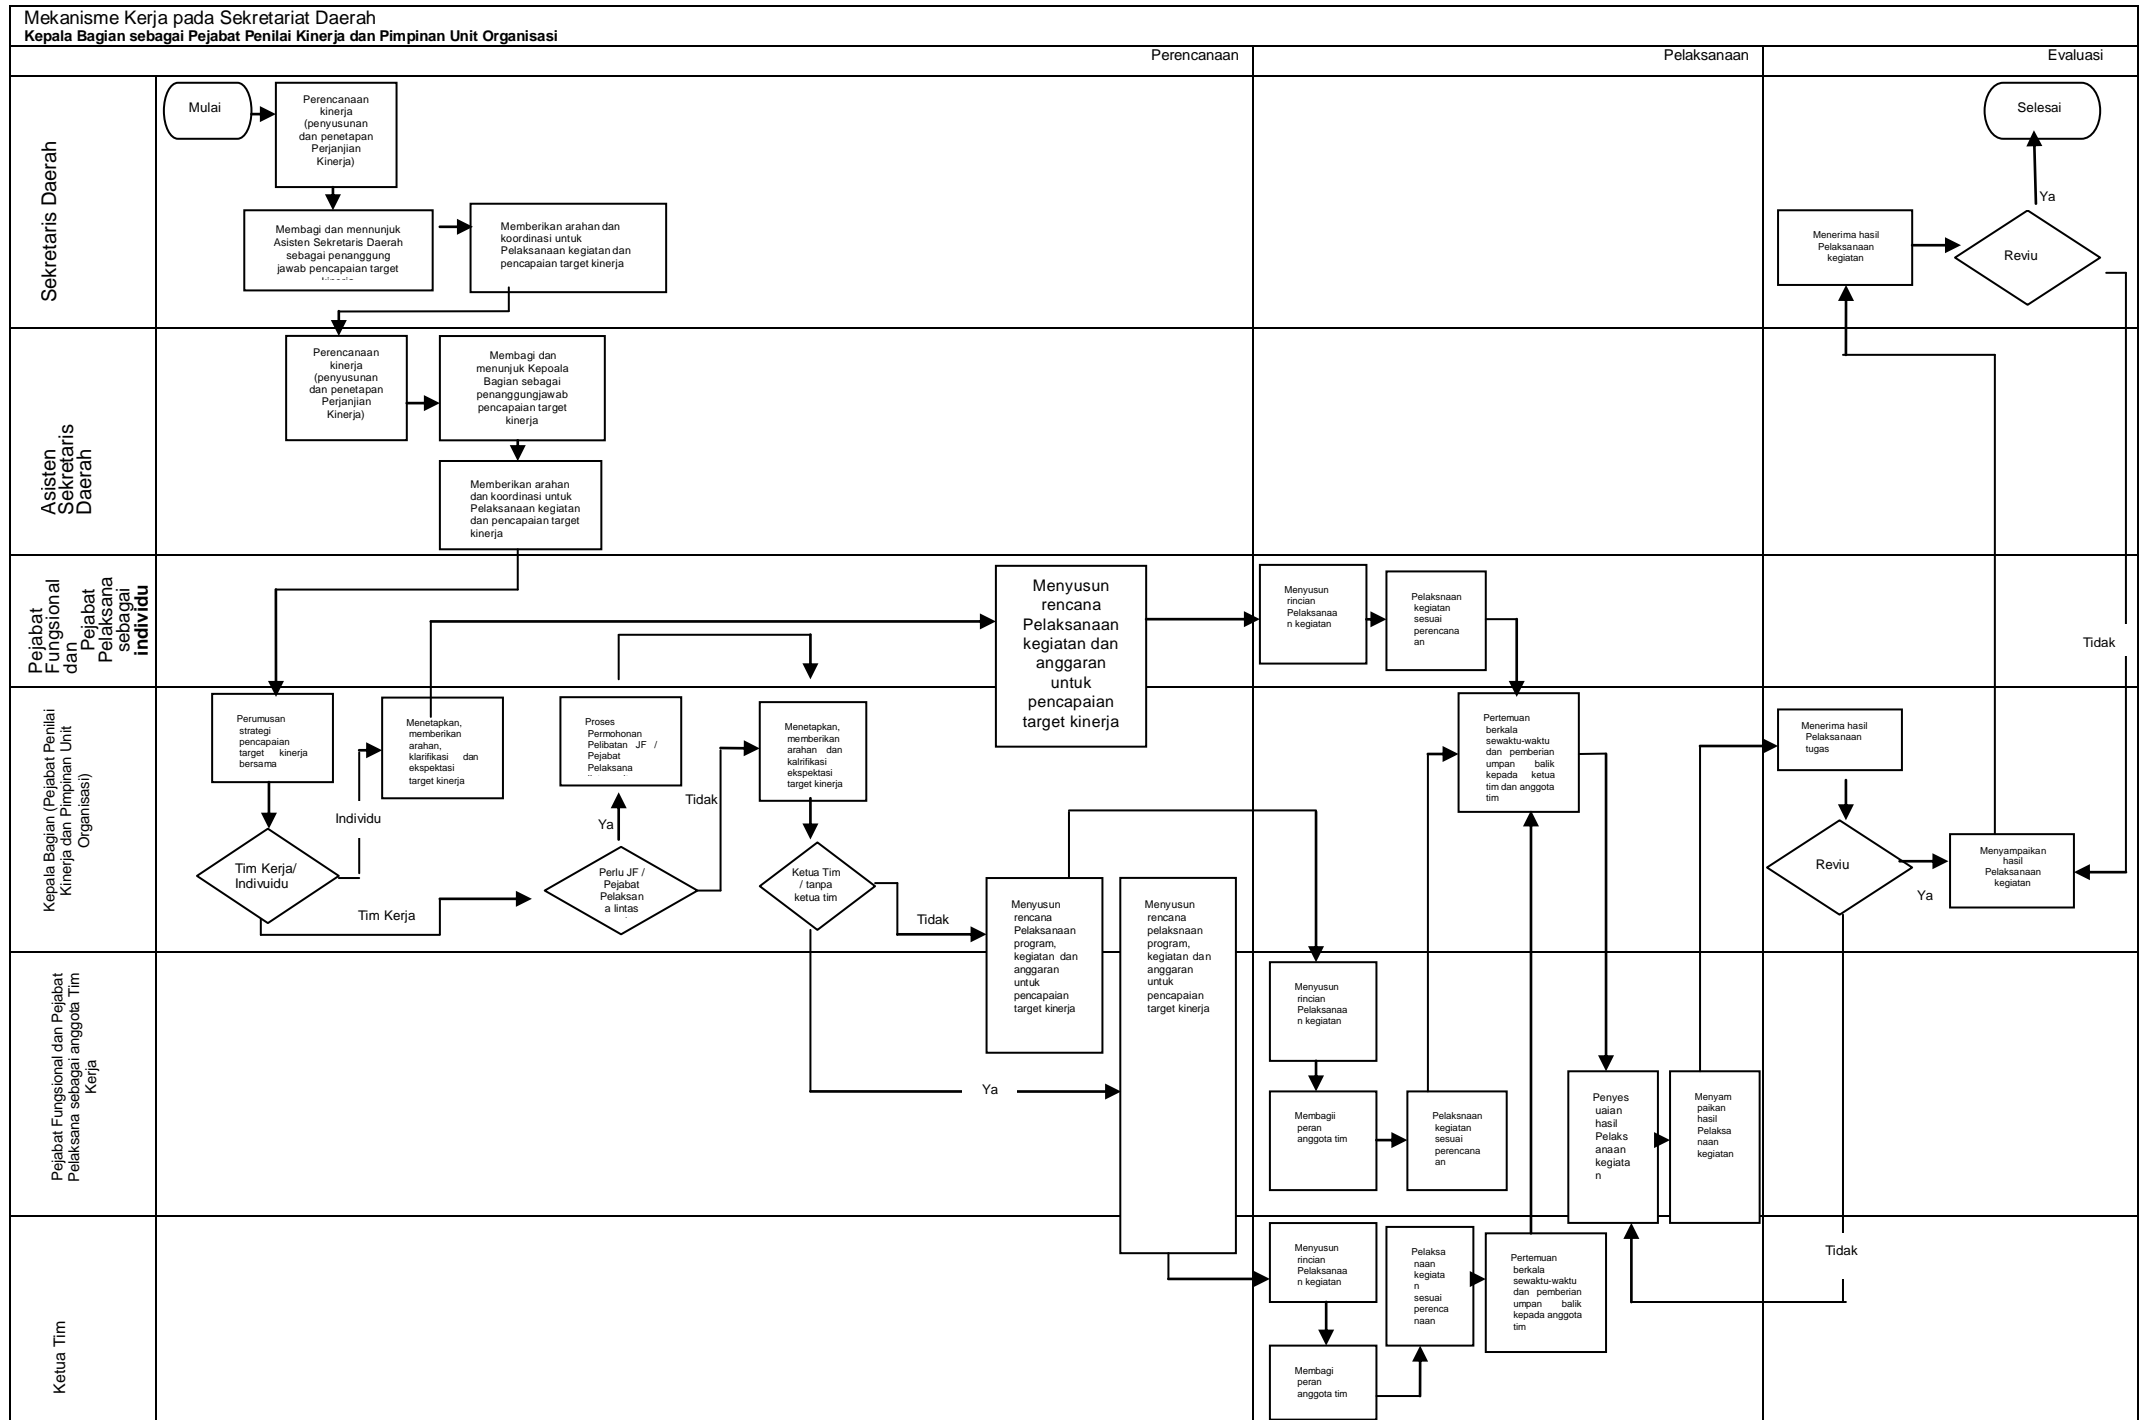 Mekanisme Kerja pada Sekretariat Daerah
Kepala Bagian sebagai Pejabat Penilai Kinerja dan Pimpinan Unit Organisasi
Perencanaan
Pelaksanaan
Evaluasi
Sekretaris Daerah
Mulai
Perencanaan
kinerja
(penyusunan
dan penetapan
Perjanjian
Kinerja)
Membagi dan mennunjuk
Asisten Sekretaris Daerah
sebagai penanggung
jawab pencapaian target
Memberikan arahan dan
koordinasi untuk
Pelaksanaan kegiatan dan
pencapaian target kinerja
Selesai
Ya
Menerima hasil
Pelaksanaan
kegiatan
Reviu
Asisten
Sekretaris
Daerah
Perencanaan
kinerja
(penyusunan
dan penetapan
Perjanjian
Kinerja)
Membagi dan
menunjuk Kepoala
Bagian sebagai
penanggungjawab
pencapaian target
kinerja
Memberikan arahan
dan koordinasi untuk
Pelaksanaan kegiatan
dan pencapaian target
kinerja
Pejabat
Fungsional
dan Pejabat
Pelaksana
sebagai
individu
Menyusun
rencana
Pelaksanaan
kegiatan dan
anggaran
untuk
pencapaian
target kinerja
Menyusun
rincian
Pelaksanaa
n kegiatan
Pelaksnaan
kegiatan
sesuai
perencana
an
Tidak
Kepala Bagian (Pejabat Penilai
Kinerja dan Pimpinan Unit
Organisasi)
Perumusan
strategi
pencapaian
target kinerja
bersama
Menetapkan,
memberikan
arahan,
klarifikasi dan
ekspektasi
target kinerja
Proses
Permohonan
Pelibatan JF /
Pejabat
Pelaksana
Menetapkan,
memberikan
arahan dan
kalrifikasi
ekspektasi
target kinerja
Individu
Ya
Tidak
Tim Kerja/
Indivuidu
Tim Kerja
Perlu JF /
Pejabat
Pelaksan
a lintas
Ketua Tim
/ tanpa
ketua tim
Tidak
Menyusun
rencana
Pelaksanaan
program,
kegiatan dan
anggaran
untuk
pencapaian
target kinerja
Menyusun
rencana
pelaksnaan
program,
kegiatan dan
anggaran
untuk
pencapaian
target kinerja
Pertemuan
berkala
sewaktu-waktu
dan pemberian
umpan balik
kepada ketua
tim dan anggota
tim
Menerima hasil
Pelaksanaan
tugas
Reviu
Ya
Menyampaikan
hasil
Pelaksanaan
kegiatan
Pejabat Fungsional dan Pejabat
Pelaksana sebagai anggota Tim
Kerja
Ya
Menyusun
rincian
Pelaksanaa
n kegiatan
Membagii
peran
anggota tim
Pelaksnaan
kegiatan
sesuai
perencana
an
Penyes
uaian
hasil
Pelaks
anaan
kegiata
n
Menyam
paikan
hasil
Pelaksa
naan
kegiatan
Ketua Tim
Menyusun
rincian
Pelaksanaa
n kegiatan
Membagi
peran
anggota tim
Pelaksa
naan
kegiata
n
sesuai
perenca
naan
Pertemuan
berkala
sewaktu-waktu
dan pemberian
umpan balik
kepada anggota
tim
Tidak